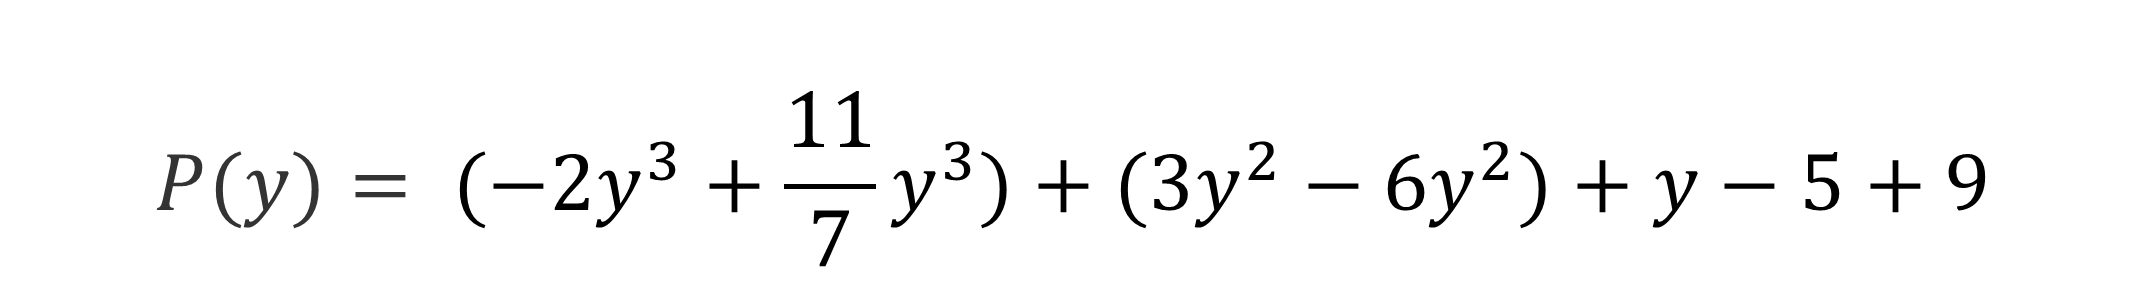 P(y) = (−2y³ + 11/7 y³) + (3y² − 6y²) + y − 5 + 9